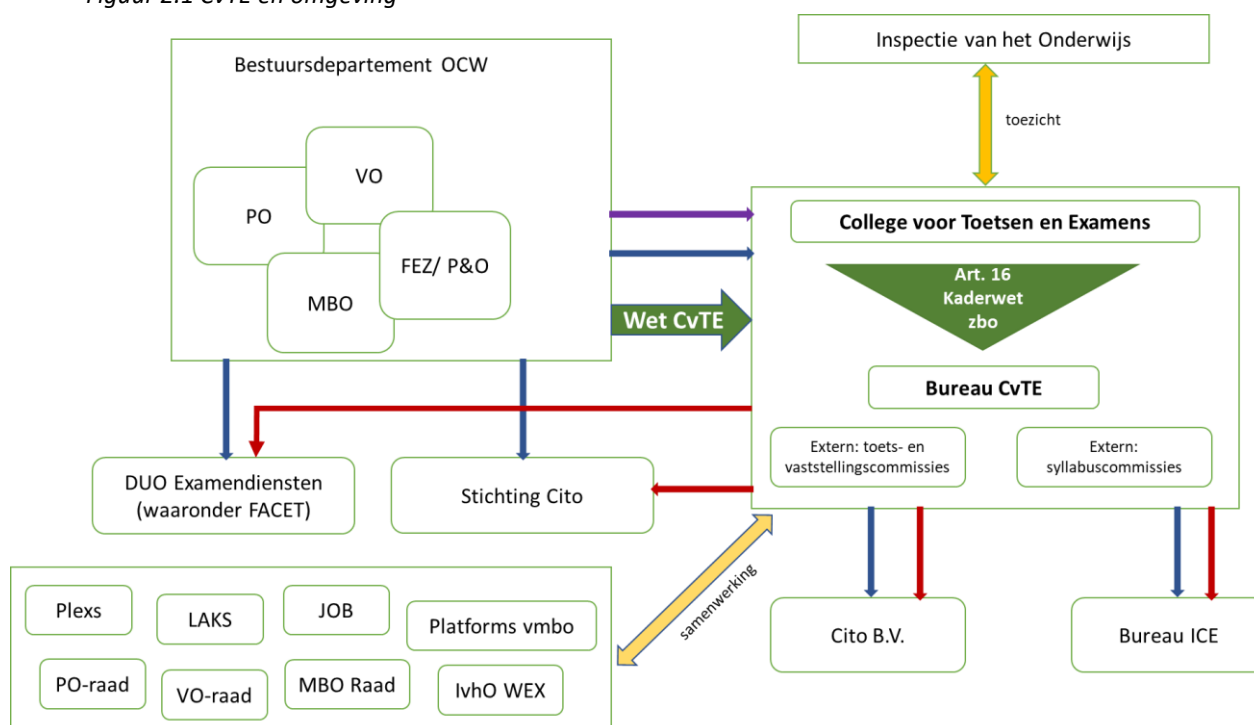 Figuur 2.1 CvTE en omgeving
Inspectie van het Onderwijs
Bestuursdepartement OCW
toezicht
VO
PO
FEZ/ P&O
MBO
College voor Toetsen en Examens
Art. 16
Kaderwet
zbo
Wet CvTE
Bureau CvTE
Extern: toets- en
vaststellingscommissies
Extern:
syllabuscommissies
DUO Examendiensten
(waaronder FACET)
Stichting Cito
samenwerking
Plexs
LAKS
JOB
Platforms vmbo
PO-raad
VO-raad
MBO Raad
IvhO WEX
Cito B.V.
Bureau ICE